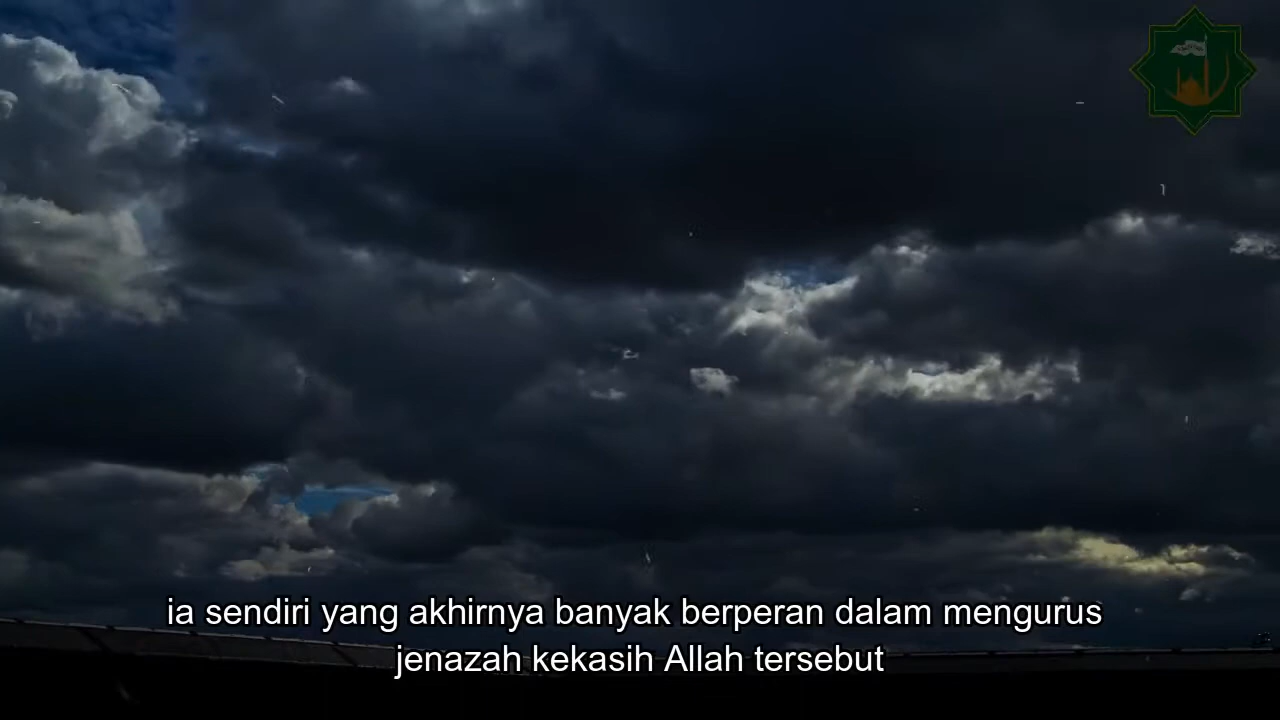 ia sendiri yang akhirnya banyak berperan dalam mengurus
jenazah kekasih Allah tersebut